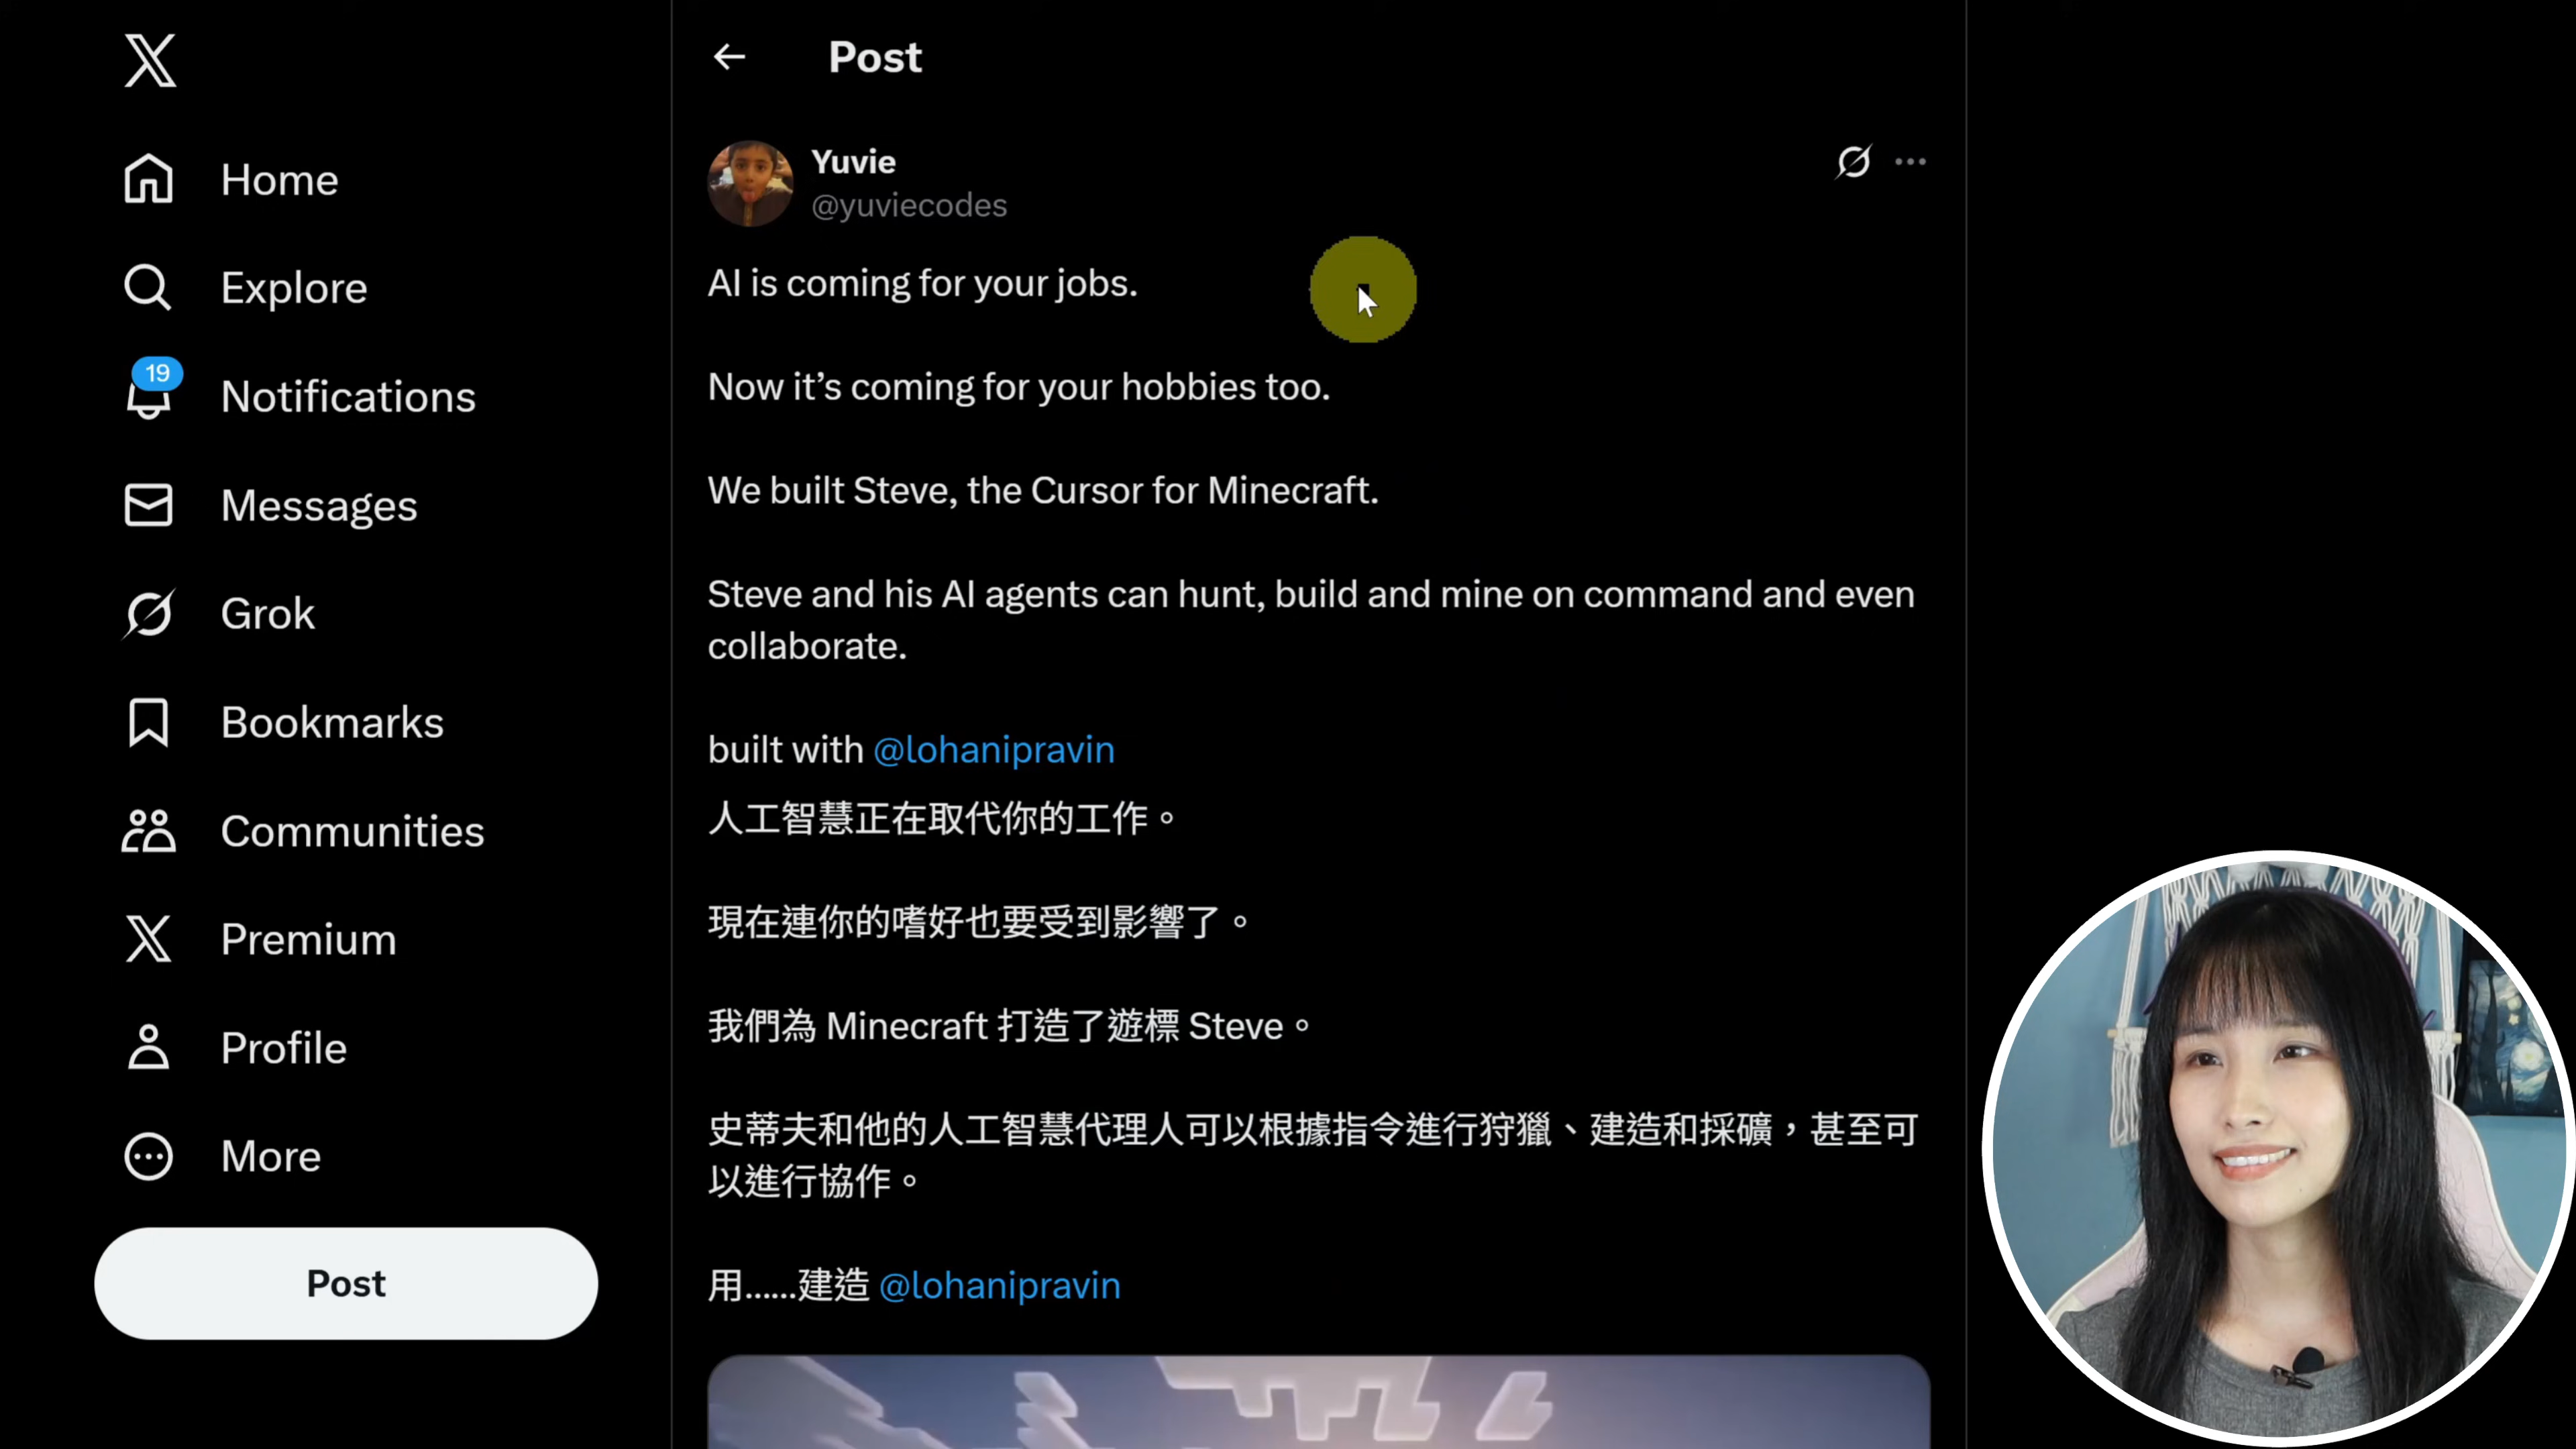 Post
Home
Explore
19
Notifications
Messages
Grok
Bookmarks
Communities
Premium
Profile
More
Post
Yuvie
@yuviecodes
AI is coming for your jobs.
Now it’s coming for your hobbies too.
We built Steve, the Cursor for Minecraft.
Steve and his AI agents can hunt, build and mine on command and even
collaborate.
built with @lohanipravin
人工智慧正在取代你的工作。
現在連你的嗜好也要受到影響了。
我們為 Minecraft 打造了遊標 Steve。
史蒂夫和他的人工智慧代理人可以根據指令進行狩獵、建造和採礦，甚至可
以進行協作。
用......建造 @lohanipravin